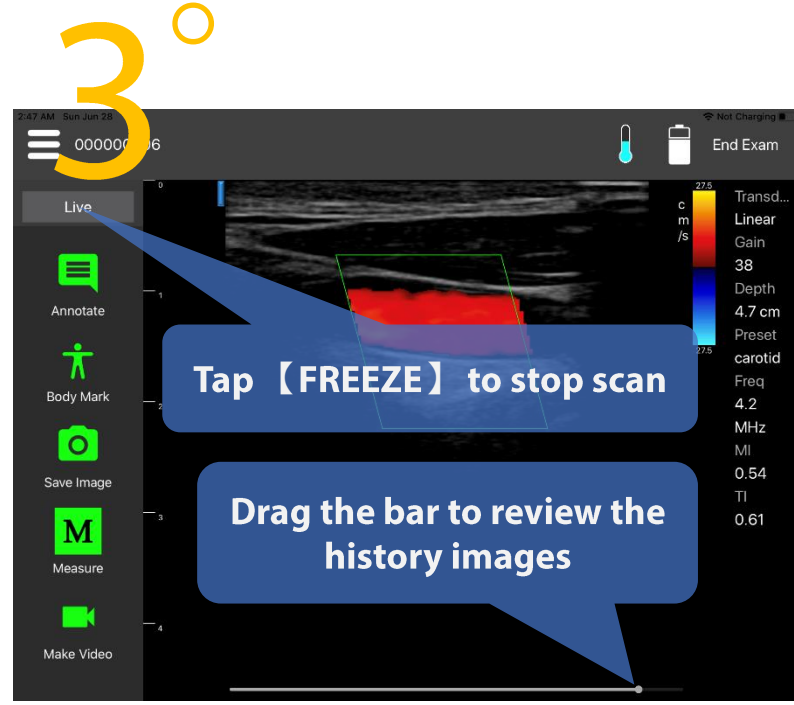 3°
2:47 AM Sun Jun 28
Not Charging
06
End Exam
Live
Annotate
Body Mark
Save Image
M
Measure
Make Video
0
1
2
3
4
27.5
c
m
/s
27.5
Transd...
Linear
Gain
38
Depth
4.7 cm
Preset
carotid
Freq
4.2
MHz
MI
0.54
TI
0.61
Tap 【FREEZE】 to stop scan
Drag the bar to review the
history images